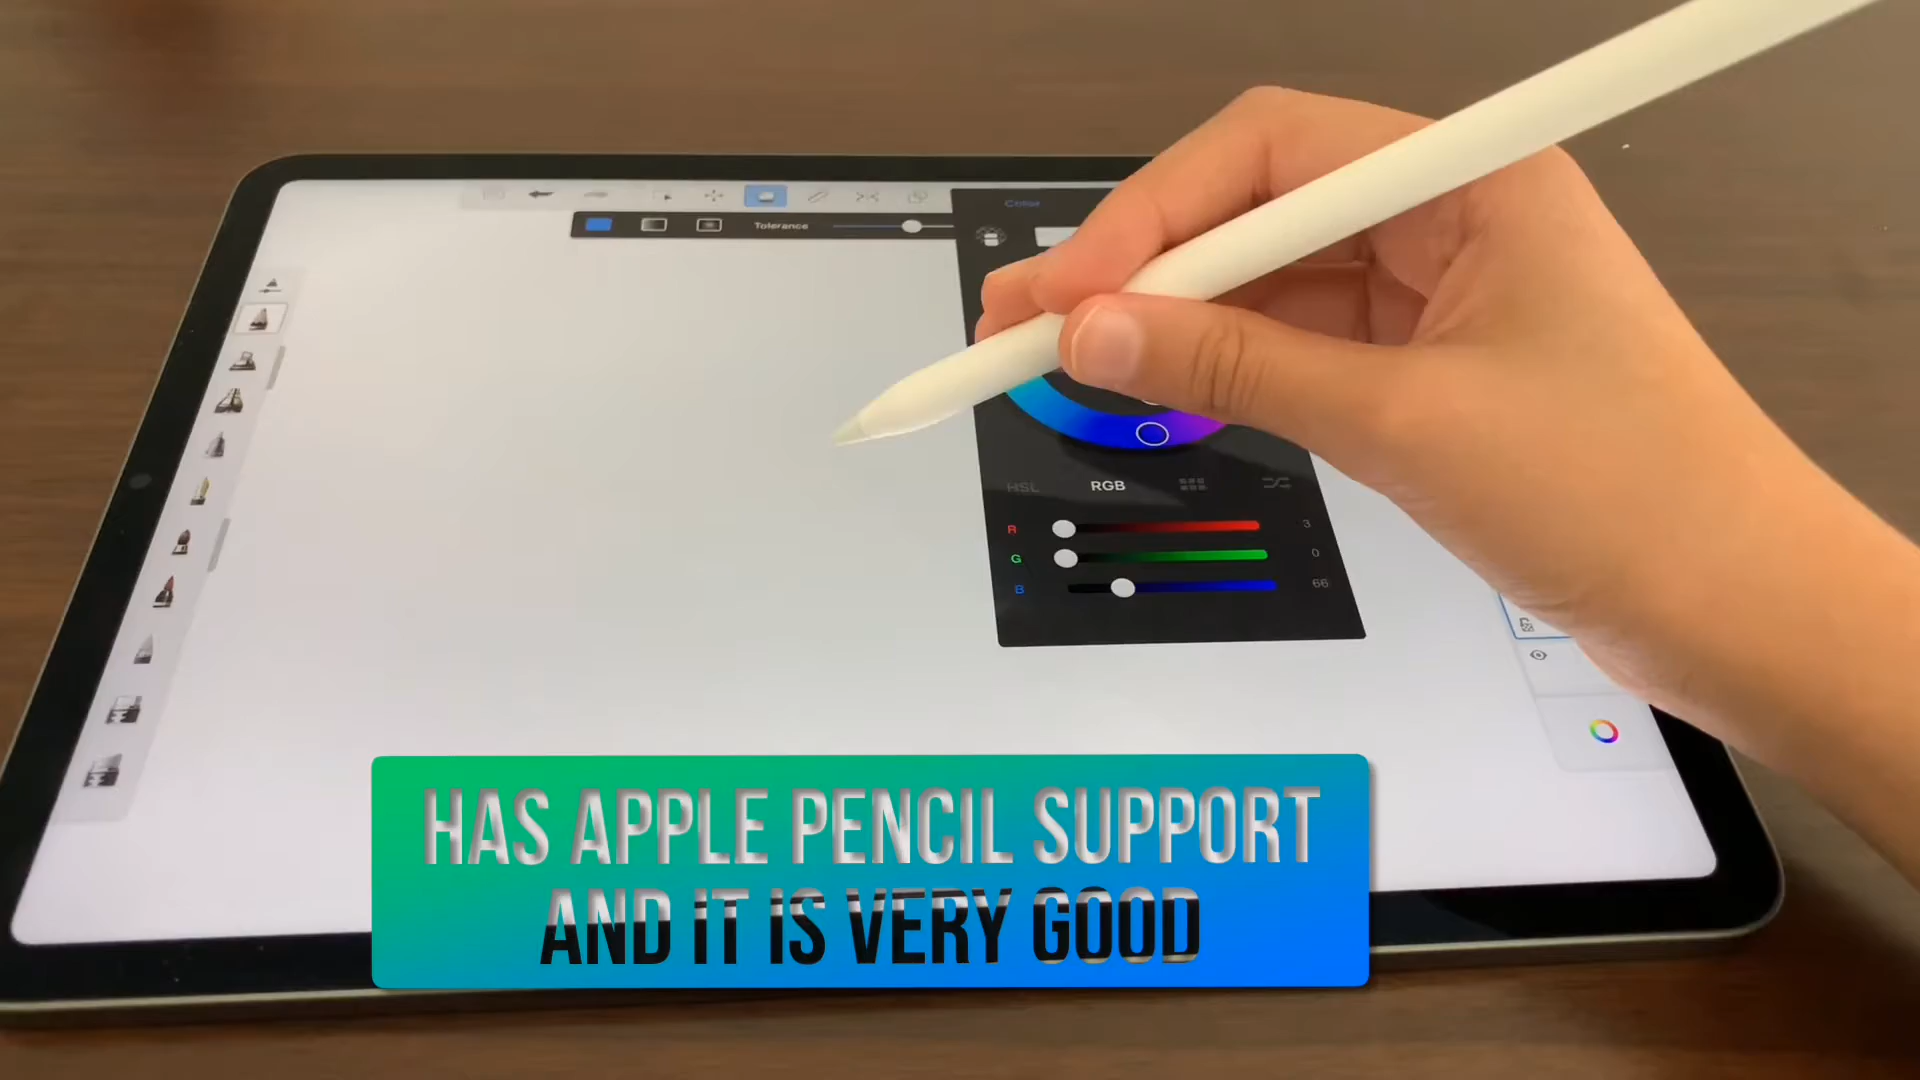 Color
Tolerance
HSL RGB
R 3
G 0
B 66
HAS APPLE PENCIL SUPPORT
AND IT IS VERY GOOD